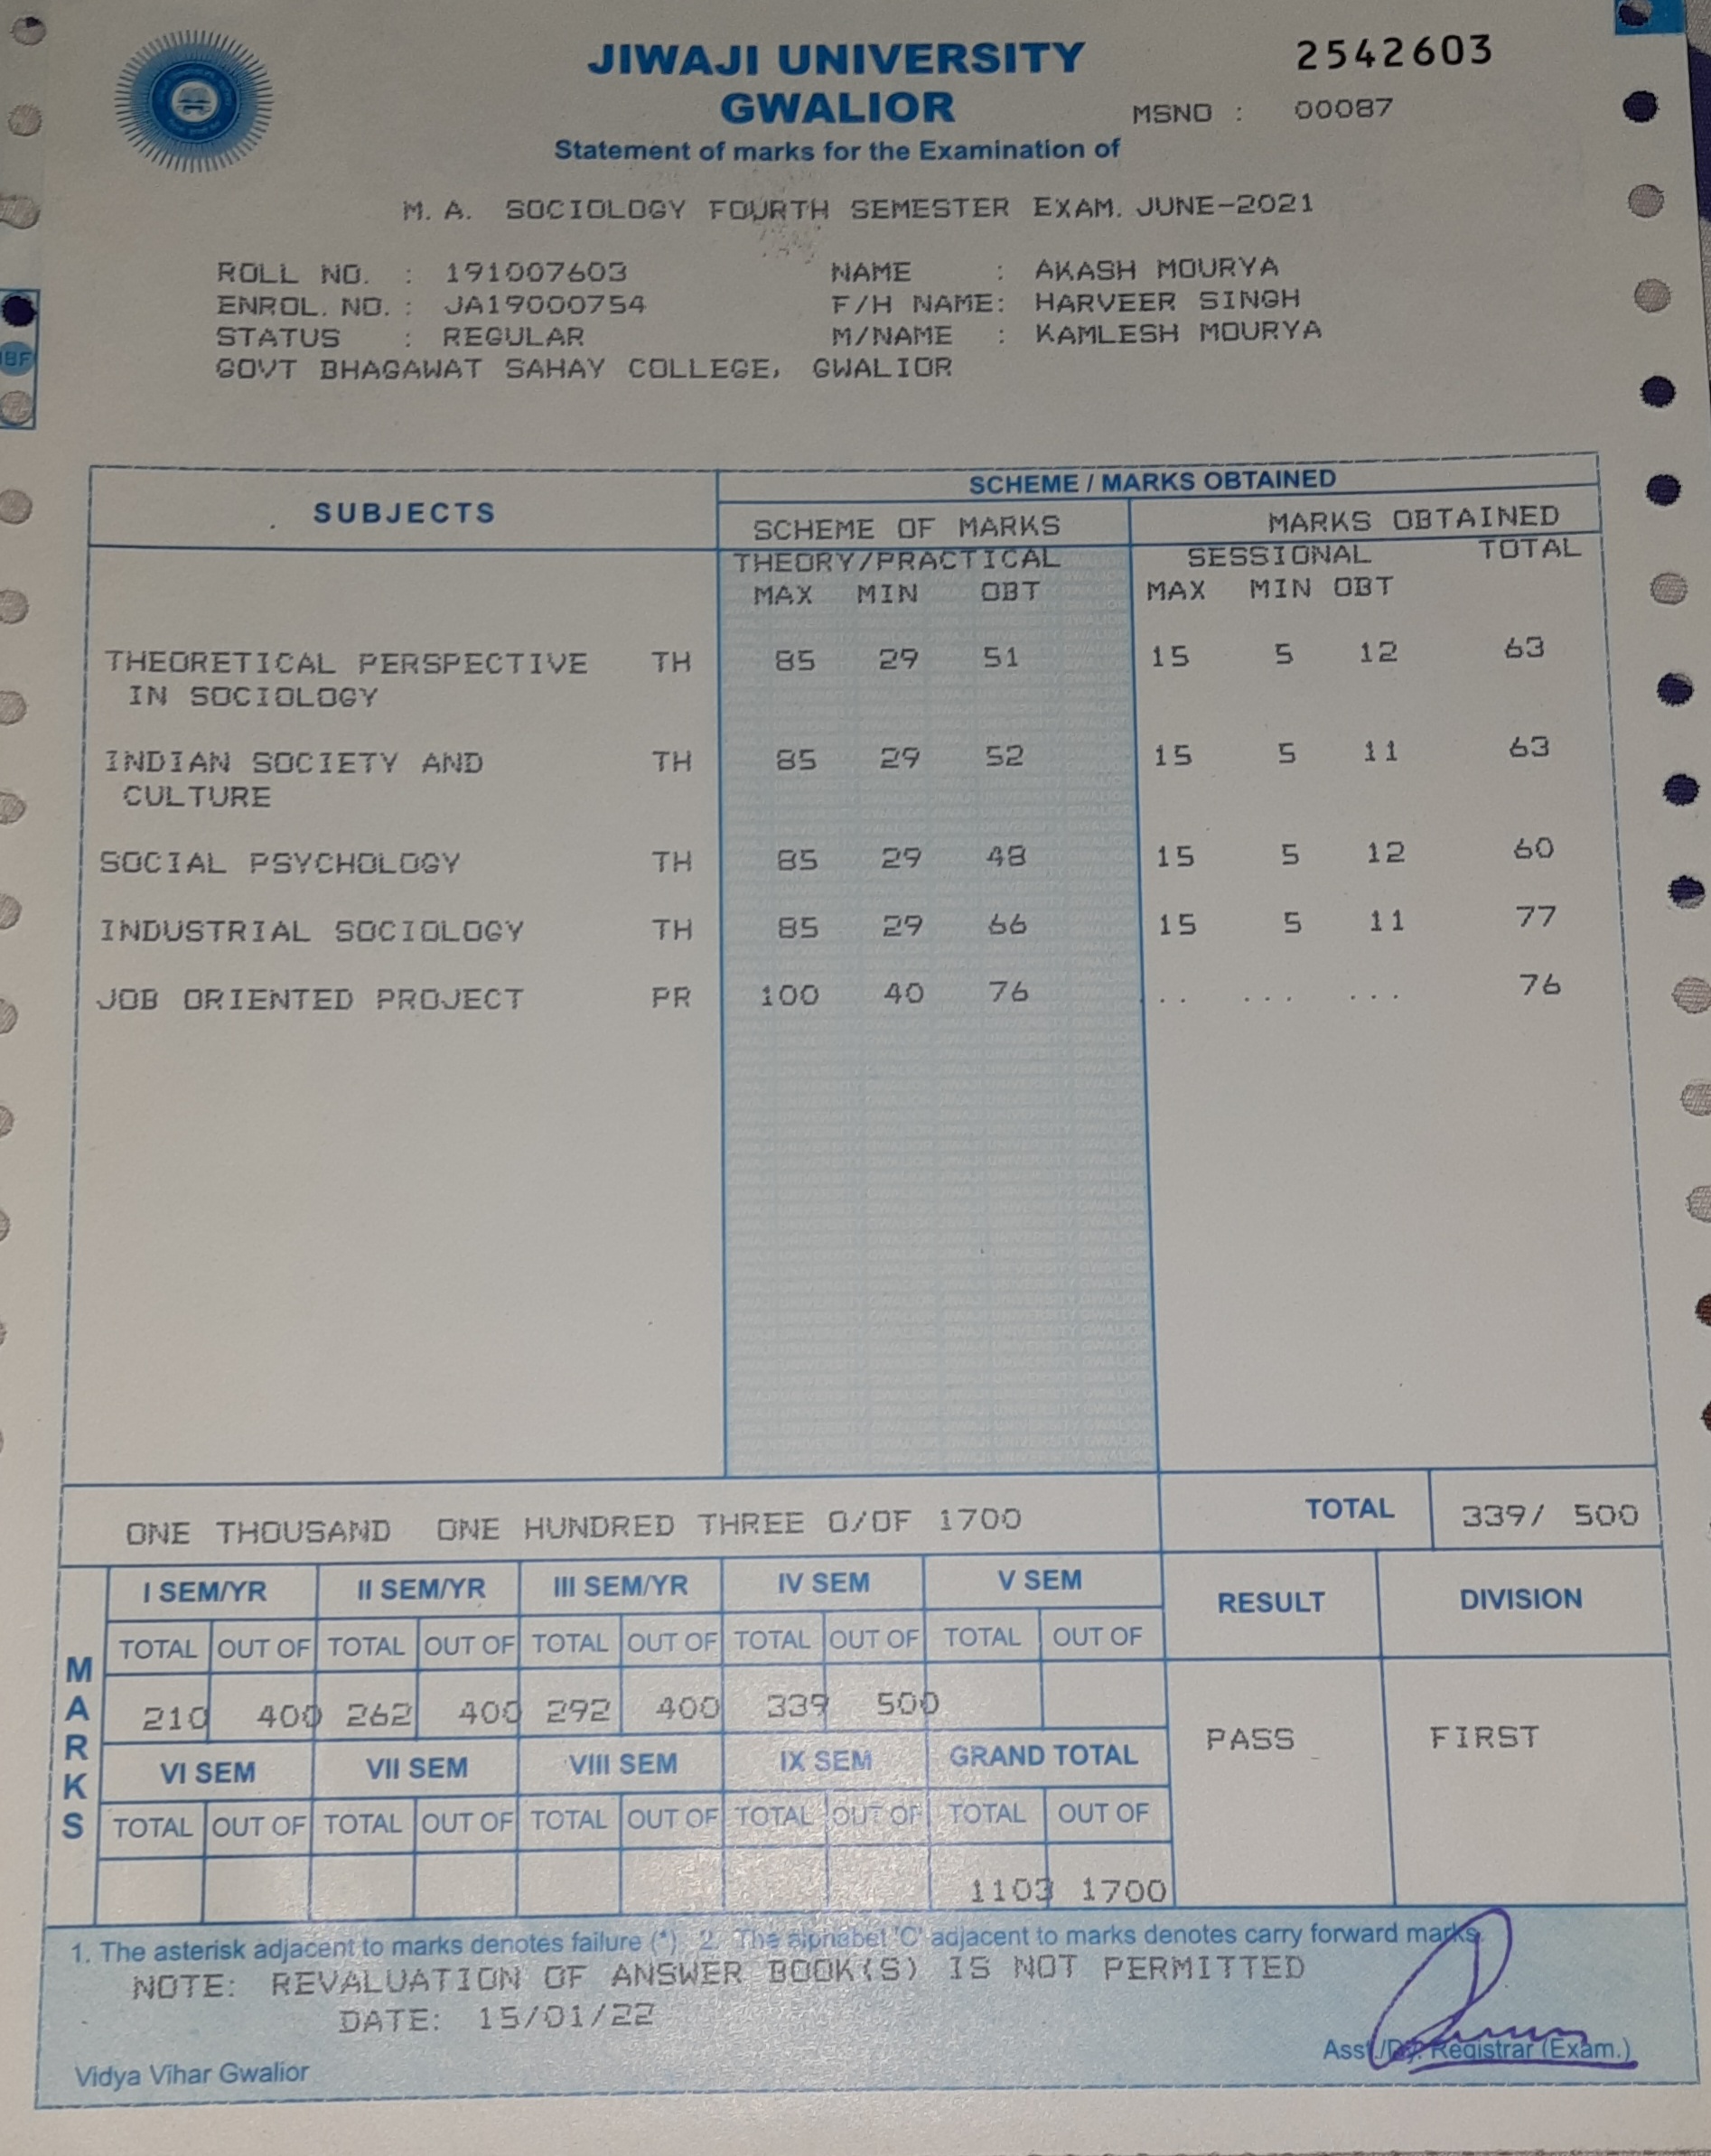 JIWAJI UNIVERSITY
GWALIOR
2542603
MSNO : 00087
Statement of marks for the Examination of
M. A. SOCIOLOGY FOURTH SEMESTER EXAM. JUNE-2021
ROLL NO. : 191007603 NAME : AKASH MOURYA
ENROL. NO. : JA19000754 F/H NAME: HARVEER SINGH
STATUS : REGULAR M/NAME : KAMLESH MOURYA
GOVT BHAGAWAT SAHAY COLLEGE, GWALIOR
SUBJECTS SCHEME / MARKS OBTAINED
SCHEME OF MARKS MARKS OBTAINED
THEORY/PRACTICAL SESSIONAL TOTAL
MAX MIN OBT MAX MIN OBT
THEORETICAL PERSPECTIVE TH 85 29 51 15 5 12 63
IN SOCIOLOGY
INDIAN SOCIETY AND TH 85 29 52 15 5 11 63
CULTURE
SOCIAL PSYCHOLOGY TH 85 29 48 15 5 12 60
INDUSTRIAL SOCIOLOGY TH 85 29 66 15 5 11 77
JOB ORIENTED PROJECT PR 100 40 76 .. ... ... 76
ONE THOUSAND ONE HUNDRED THREE O/OF 1700 TOTAL 339/ 500
MARKS
I SEM/YR II SEM/YR III SEM/YR IV SEM V SEM RESULT DIVISION
TOTAL OUT OF TOTAL OUT OF TOTAL OUT OF TOTAL OUT OF TOTAL OUT OF
210 400 262 400 292 400 339 500
PASS FIRST
VI SEM VII SEM VIII SEM IX SEM GRAND TOTAL
TOTAL OUT OF TOTAL OUT OF TOTAL OUT OF TOTAL OUT OF TOTAL OUT OF
1103 1700
1. The asterisk adjacent to marks denotes failure (*) 2. The alphabet 'C' adjacent to marks denotes carry forward marks.
NOTE: REVALUATION OF ANSWER BOOK(S) IS NOT PERMITTED
DATE: 15/01/22
Asst./Dy. Registrar (Exam.)
Vidya Vihar Gwalior